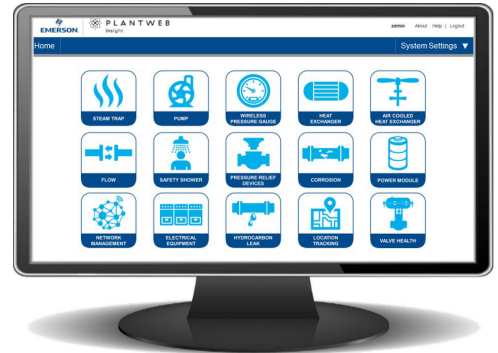 EMERSON
PLANTWEB
Insight
admin About Help | Logout
Home
System Settings ▼
STEAM TRAP
PUMP
WIRELESS
PRESSURE GAUGE
HEAT
EXCHANGER
AIR COOLED
HEAT EXCHANGER
FLOW
SAFETY SHOWER
PRESSURE RELIEF
DEVICES
CORROSION
POWER MODULE
NETWORK
MANAGEMENT
ELECTRICAL
EQUIPMENT
HYDROCARBON
LEAK
LOCATION
TRACKING
VALVE HEALTH